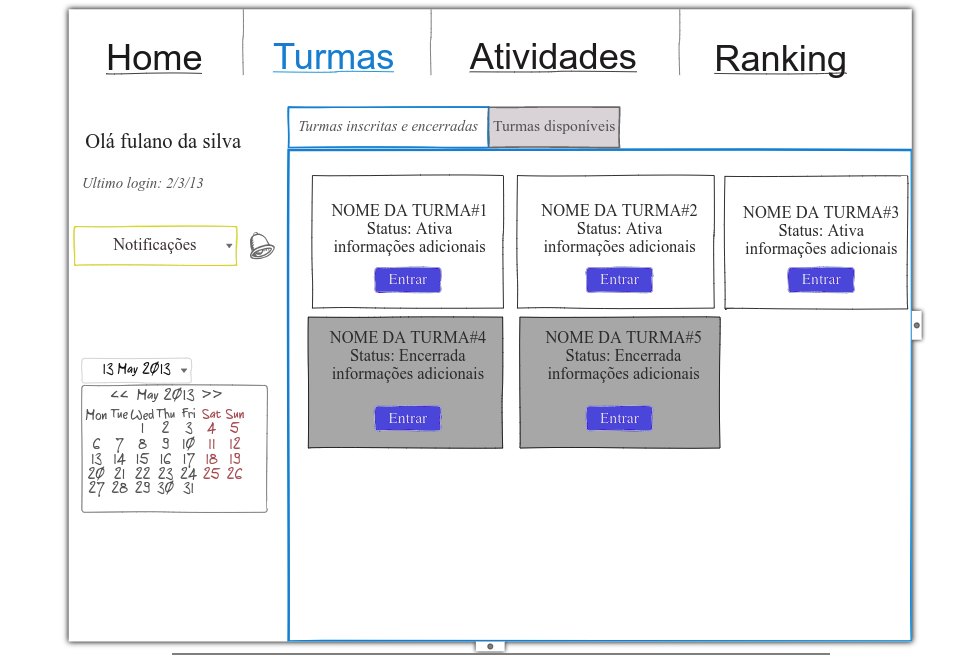 Home Turmas Atividades Ranking
Olá fulano da silva
Ultimo login: 2/3/13
Notificações
13 May 2013
<< May 2013 >>
Mon Tue Wed Thu Fri Sat Sun
1 2 3 4 5
6 7 8 9 10 11 12
13 14 15 16 17 18 19
20 21 22 23 24 25 26
27 28 29 30 31
Turmas inscritas e encerradas Turmas disponíveis
NOME DA TURMA#1
Status: Ativa
informações adicionais
Entrar
NOME DA TURMA#2
Status: Ativa
informações adicionais
Entrar
NOME DA TURMA#3
Status: Ativa
informações adicionais
Entrar
NOME DA TURMA#4
Status: Encerrada
informações adicionais
Entrar
NOME DA TURMA#5
Status: Encerrada
informações adicionais
Entrar